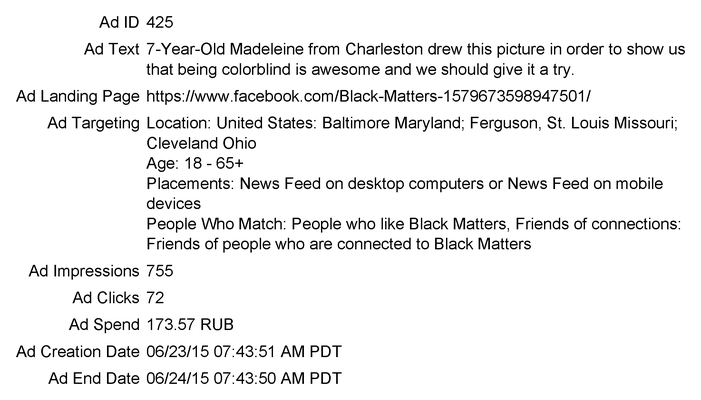 Ad ID 425
Ad Text 7-Year-Old Madeleine from Charleston drew this picture in order to show us
that being colorblind is awesome and we should give it a try.
Ad Landing Page https://www.facebook.com/Black-Matters-1579673598947501/
Ad Targeting Location: United States: Baltimore Maryland; Ferguson, St. Louis Missouri;
Cleveland Ohio
Age: 18 - 65+
Placements: News Feed on desktop computers or News Feed on mobile
devices
People Who Match: People who like Black Matters, Friends of connections:
Friends of people who are connected to Black Matters
Ad Impressions 755
Ad Clicks 72
Ad Spend 173.57 RUB
Ad Creation Date 06/23/15 07:43:51 AM PDT
Ad End Date 06/24/15 07:43:50 AM PDT